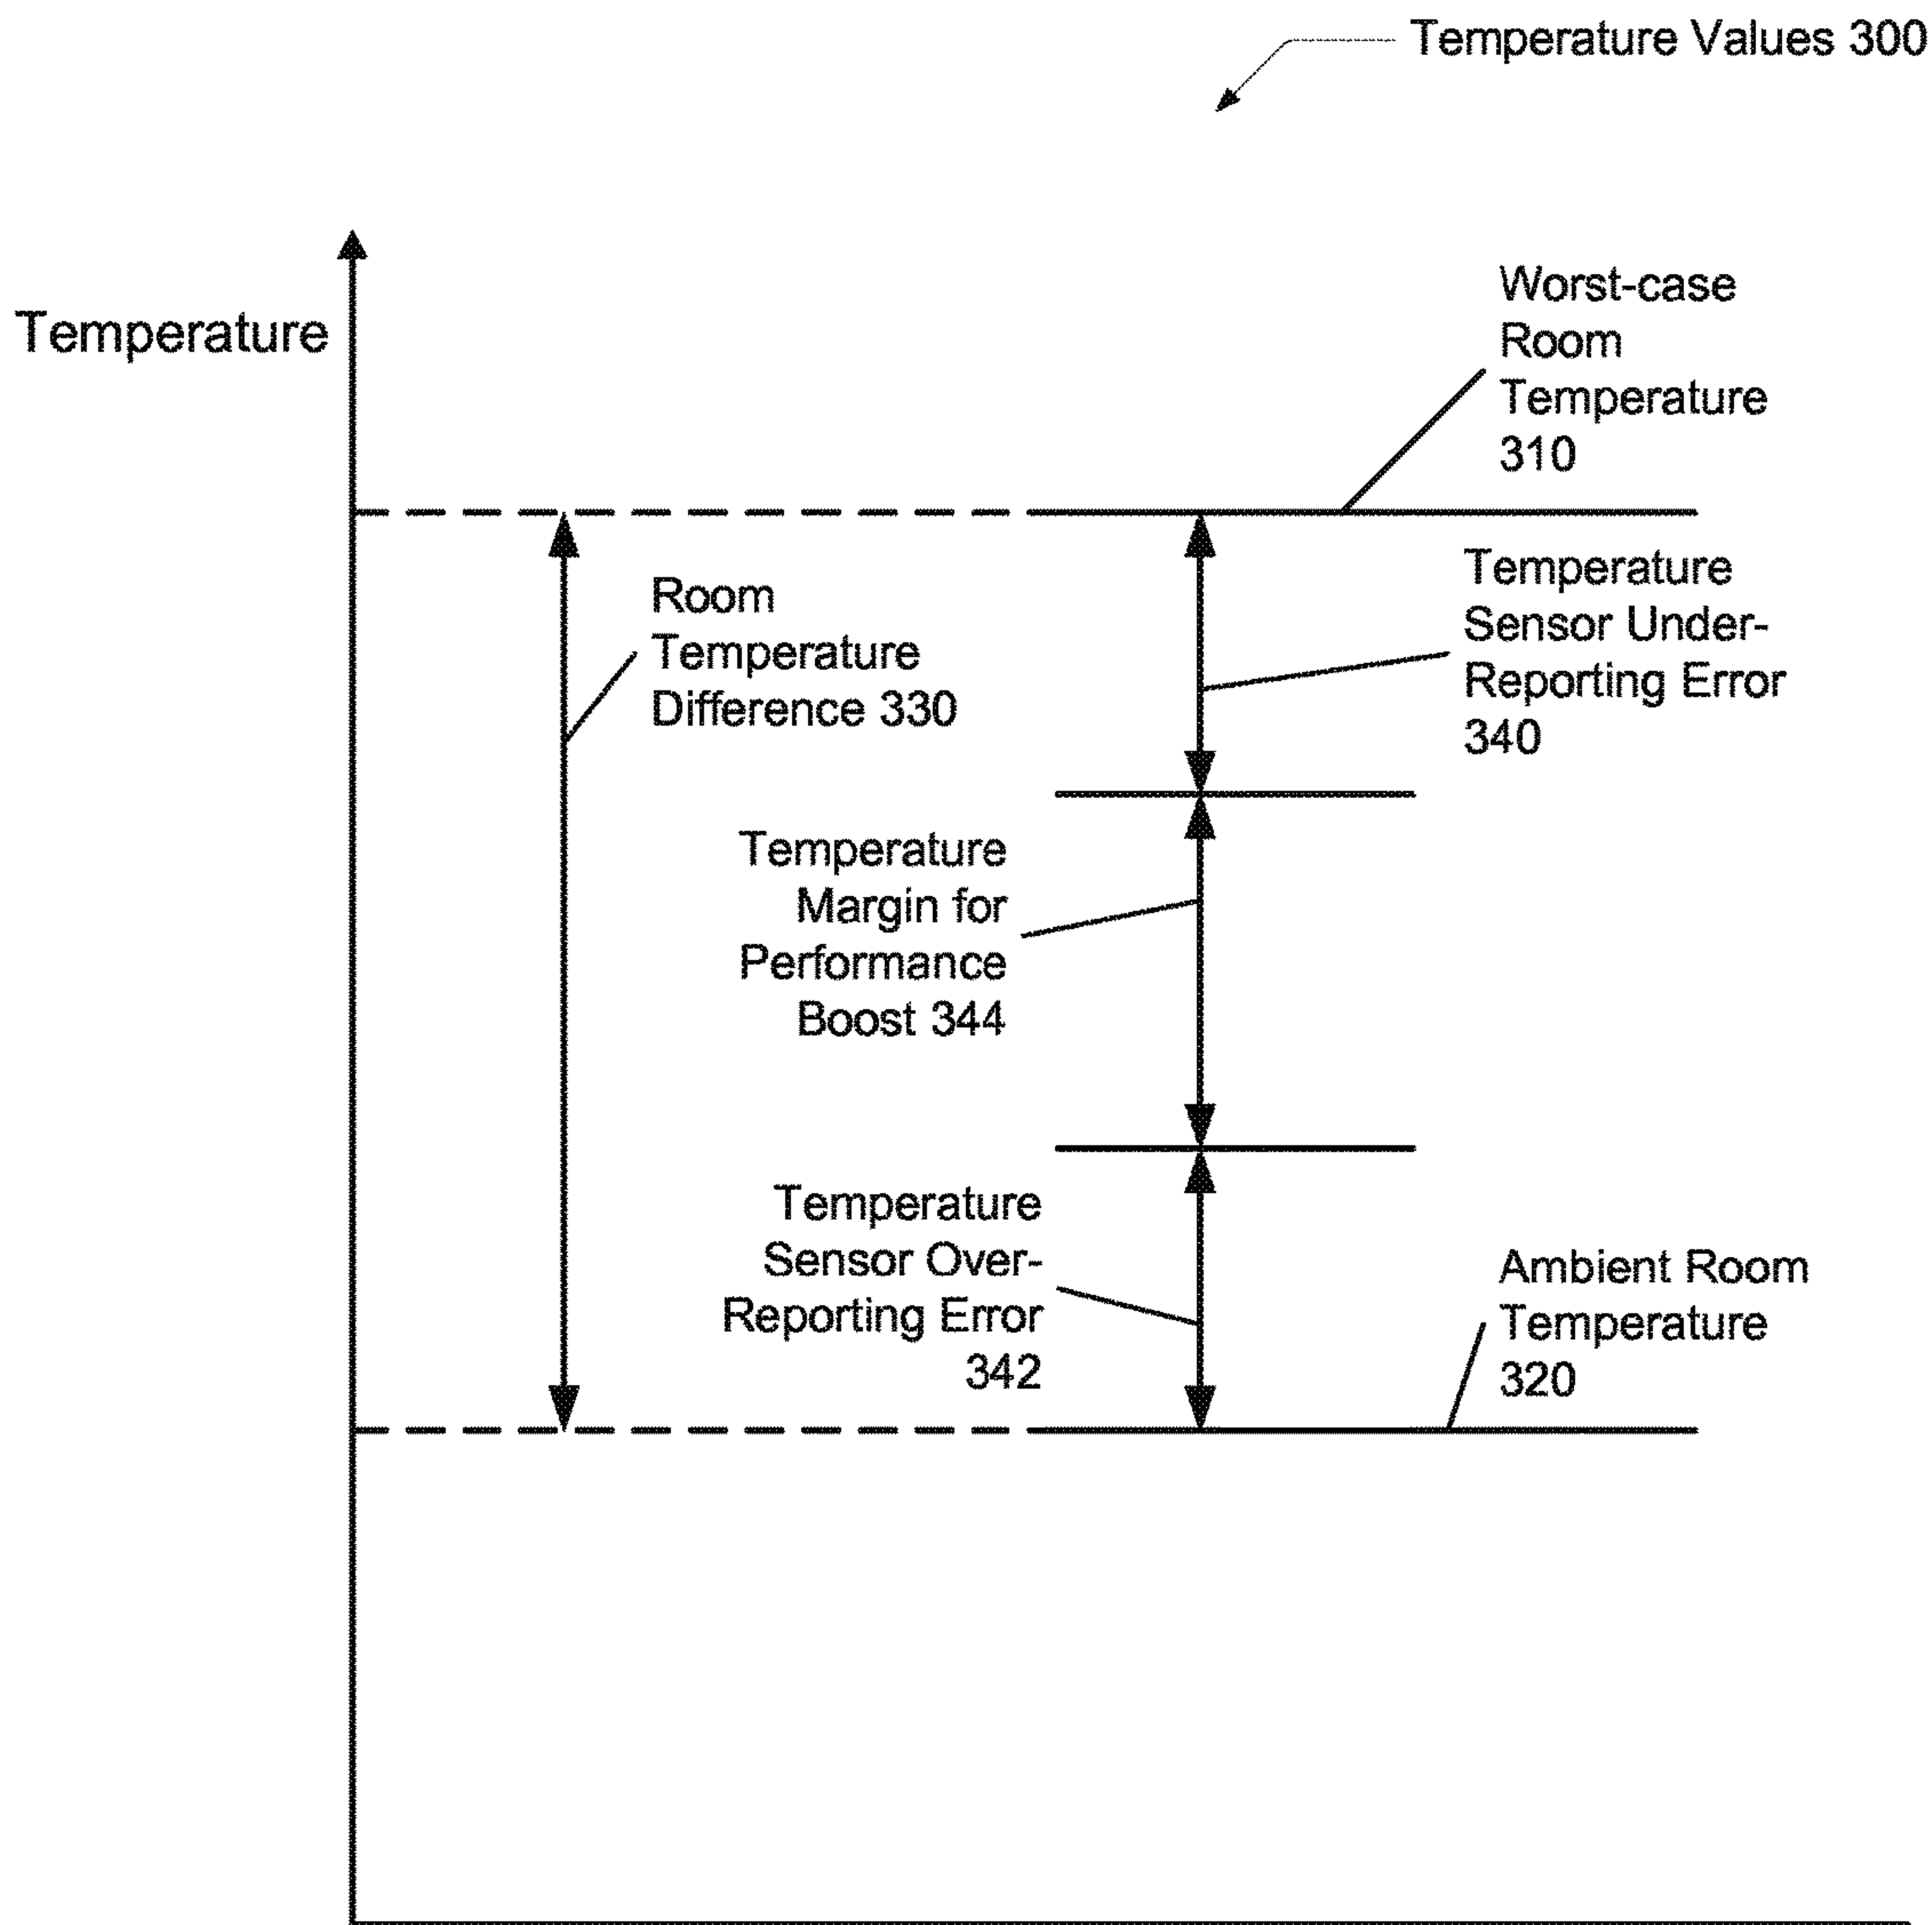 Temperature Values 300
Temperature
Worst-case
Room
Temperature
310
Room
Temperature
Difference 330
Temperature
Sensor Under-
Reporting Error
340
Temperature
Margin for
Performance
Boost 344
Temperature
Sensor Over-
Reporting Error
342
Ambient Room
Temperature
320